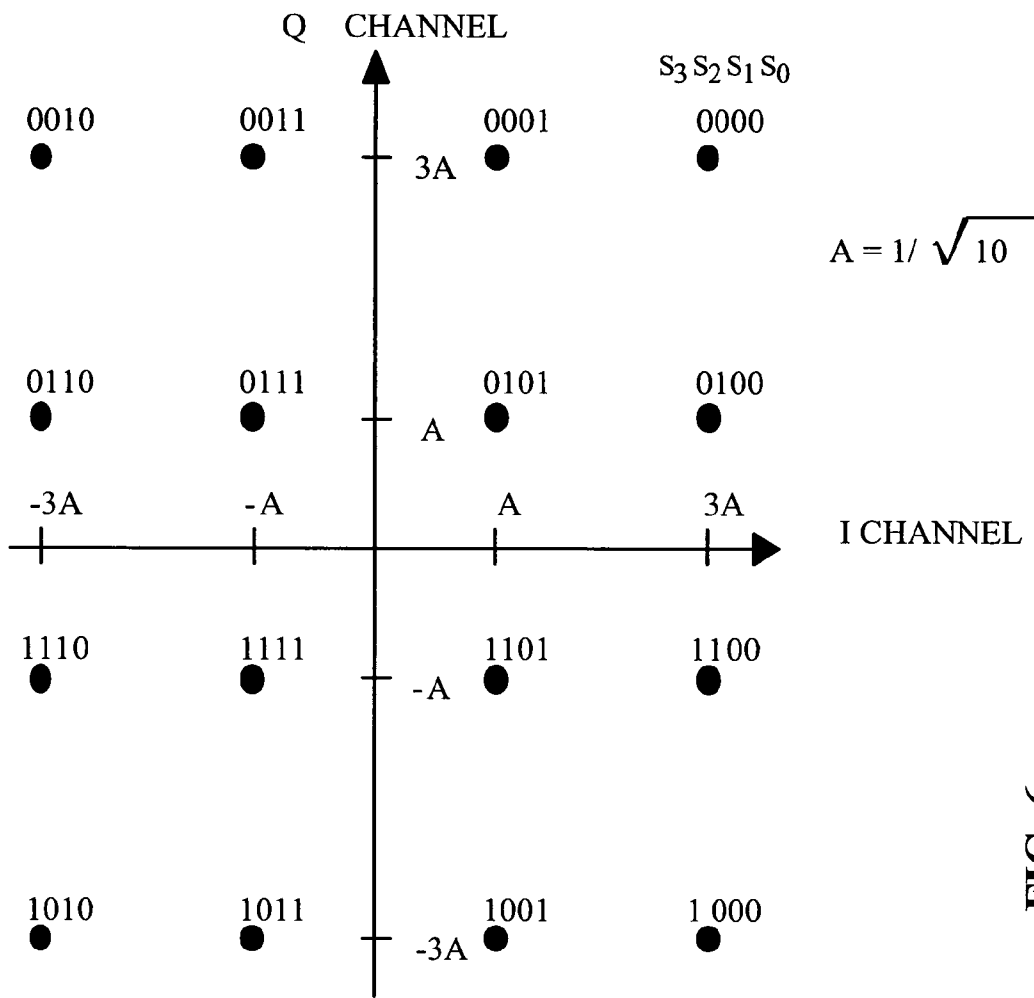 Q CHANNEL
S3 S2 S1 S0
0010 0011 0001 0000
3A
A = 1/ √10
0110 0111 0101 0100
A
-3A -A A 3A
I CHANNEL
1110 1111 1101 1100
-A
1010 1011 1001 1 000
-3A